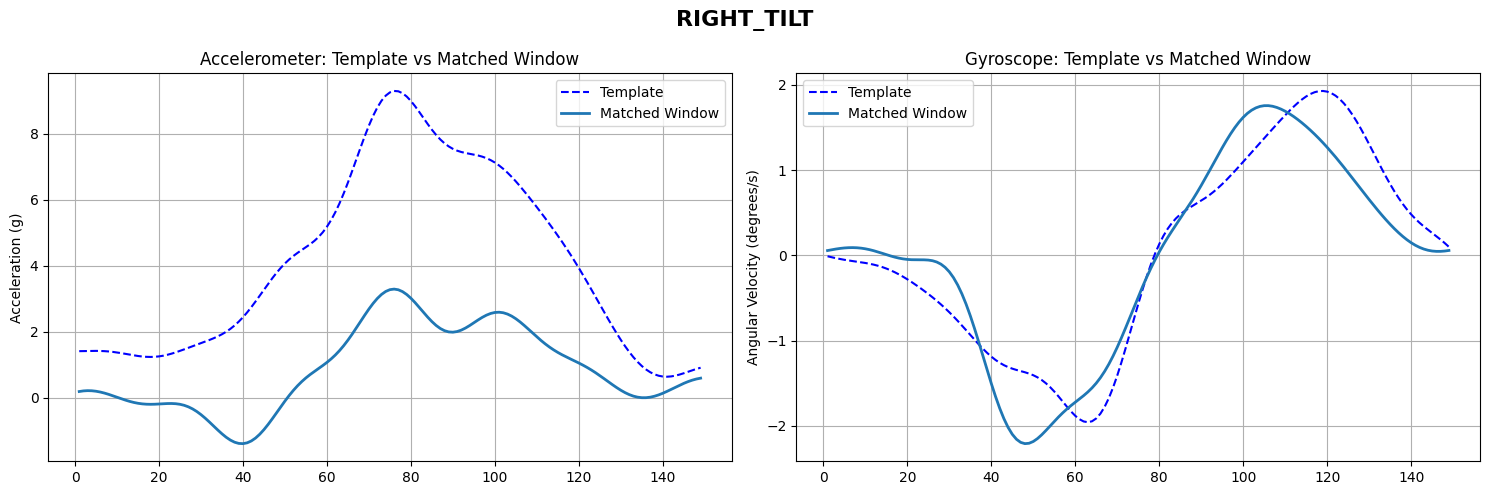 RIGHT_TILT
Accelerometer: Template vs Matched Window
Template
Matched Window
Acceleration (g)
8
6
4
2
0
0 20 40 60 80 100 120 140
Gyroscope: Template vs Matched Window
Template
Matched Window
Angular Velocity (degrees/s)
2
1
0
−1
−2
0 20 40 60 80 100 120 140